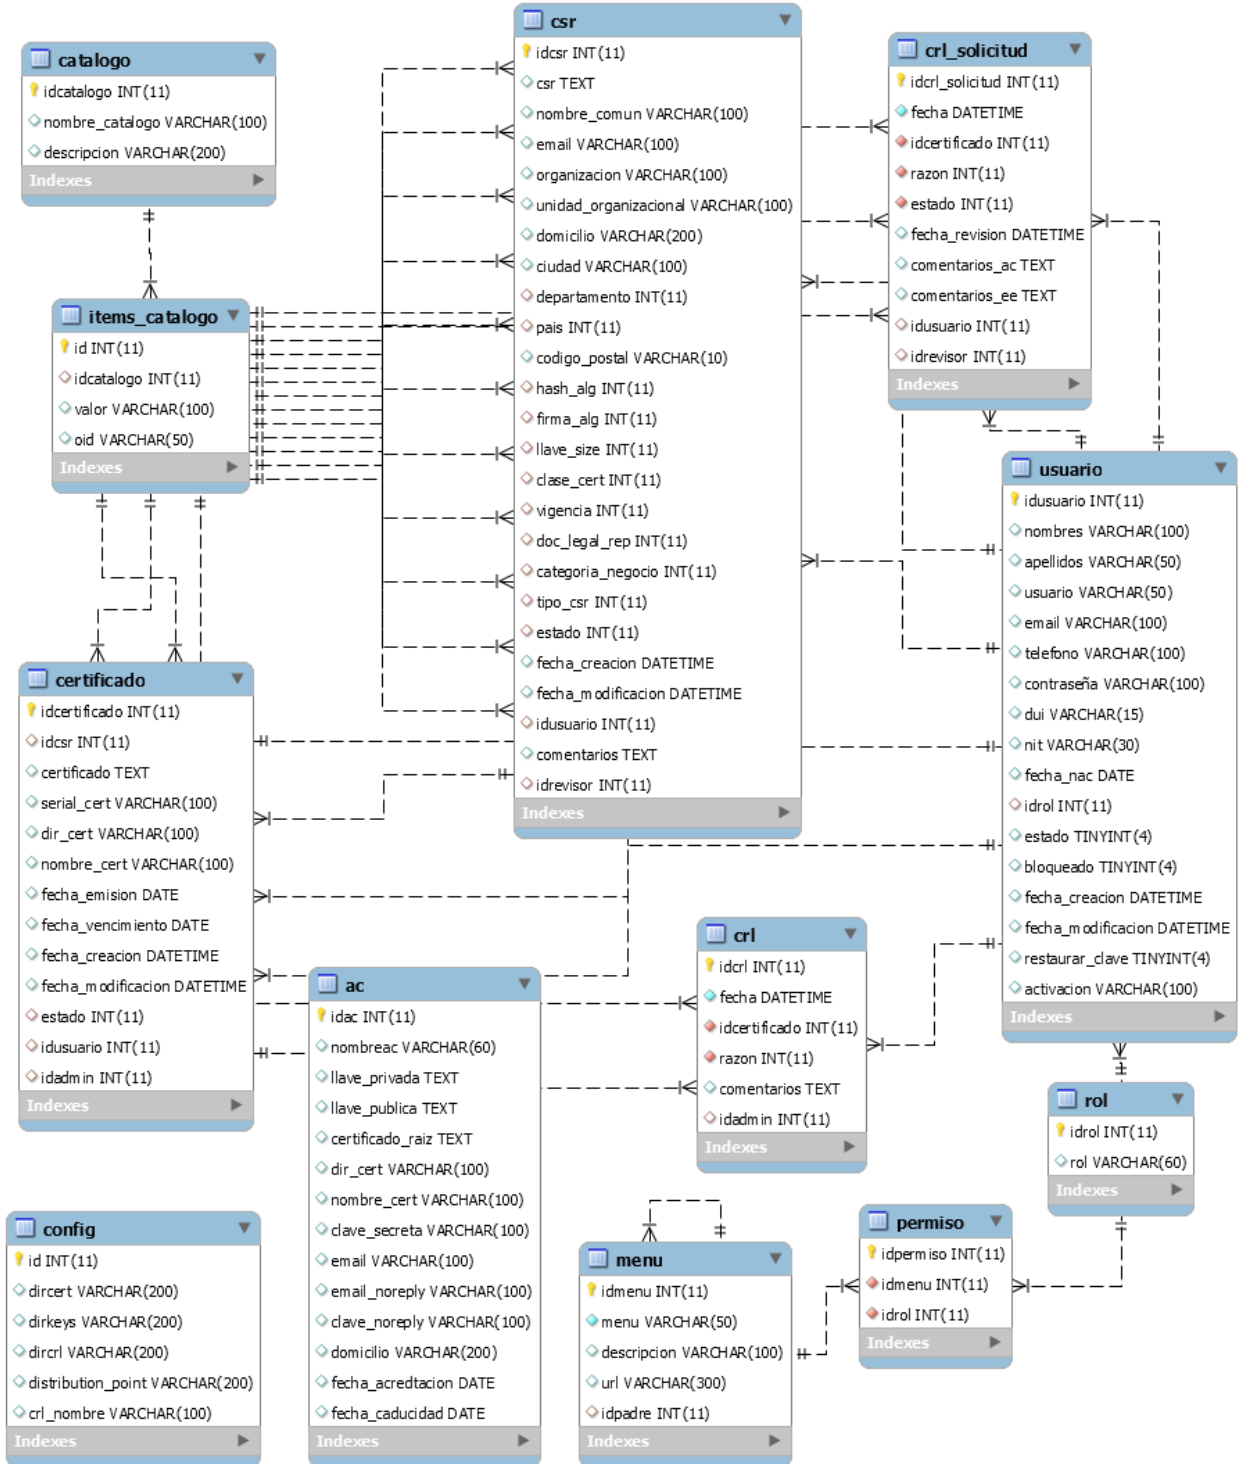 catalogo
idcatalogo INT(11)
nombre_catalogo VARCHAR(100)
descripcion VARCHAR(200)
Indexes
items_catalogo
id INT(11)
idcatalogo INT(11)
valor VARCHAR(100)
oid VARCHAR(50)
Indexes
certificado
idcertificado INT(11)
idcsr INT(11)
certificado TEXT
serial_cert VARCHAR(100)
dir_cert VARCHAR(100)
nombre_cert VARCHAR(100)
fecha_emision DATE
fecha_vencimiento DATE
fecha_creacion DATETIME
fecha_modificacion DATETIME
estado INT(11)
idusuario INT(11)
idadmin INT(11)
Indexes
config
id INT(11)
dircert VARCHAR(200)
dirkeys VARCHAR(200)
dircrl VARCHAR(200)
distribution_point VARCHAR(200)
crl_nombre VARCHAR(100)
Indexes
ac
idac INT(11)
nombreac VARCHAR(60)
llave_privada TEXT
llave_publica TEXT
certificado_raiz TEXT
dir_cert VARCHAR(100)
nombre_cert VARCHAR(100)
clave_secreta VARCHAR(100)
email VARCHAR(100)
email_noreply VARCHAR(100)
clave_noreply VARCHAR(100)
domicilio VARCHAR(200)
fecha_acredtacion DATE
fecha_caducidad DATE
Indexes
csr
idcsr INT(11)
csr TEXT
nombre_comun VARCHAR(100)
email VARCHAR(100)
organizacion VARCHAR(100)
unidad_organizacional VARCHAR(100)
domicilio VARCHAR(200)
ciudad VARCHAR(100)
departamento INT(11)
pais INT(11)
codigo_postal VARCHAR(10)
hash_alg INT(11)
firma_alg INT(11)
llave_size INT(11)
clase_cert INT(11)
vigencia INT(11)
doc_legal_rep INT(11)
categoria_negocio INT(11)
tipo_csr INT(11)
estado INT(11)
fecha_creacion DATETIME
fecha_modificacion DATETIME
idusuario INT(11)
comentarios TEXT
idrevisor INT(11)
Indexes
crl_solicitud
idcrl_solicitud INT(11)
fecha DATETIME
idcertificado INT(11)
razon INT(11)
estado INT(11)
fecha_revision DATETIME
comentarios_ac TEXT
comentarios_ee TEXT
idusuario INT(11)
idrevisor INT(11)
Indexes
usuario
idusuario INT(11)
nombres VARCHAR(100)
apellidos VARCHAR(50)
usuario VARCHAR(50)
email VARCHAR(100)
telefono VARCHAR(100)
contraseña VARCHAR(100)
dui VARCHAR(15)
nit VARCHAR(30)
fecha_nac DATE
idrol INT(11)
estado TINYINT(4)
bloqueado TINYINT(4)
fecha_creacion DATETIME
fecha_modificacion DATETIME
restaurar_clave TINYINT(4)
activacion VARCHAR(100)
Indexes
crl
idcrl INT(11)
fecha DATETIME
idcertificado INT(11)
razon INT(11)
comentarios TEXT
idadmin INT(11)
Indexes
rol
idrol INT(11)
rol VARCHAR(60)
Indexes
permiso
idpermiso INT(11)
idmenu INT(11)
idrol INT(11)
Indexes
menu
idmenu INT(11)
menu VARCHAR(50)
descripcion VARCHAR(100)
url VARCHAR(300)
idpadre INT(11)
Indexes